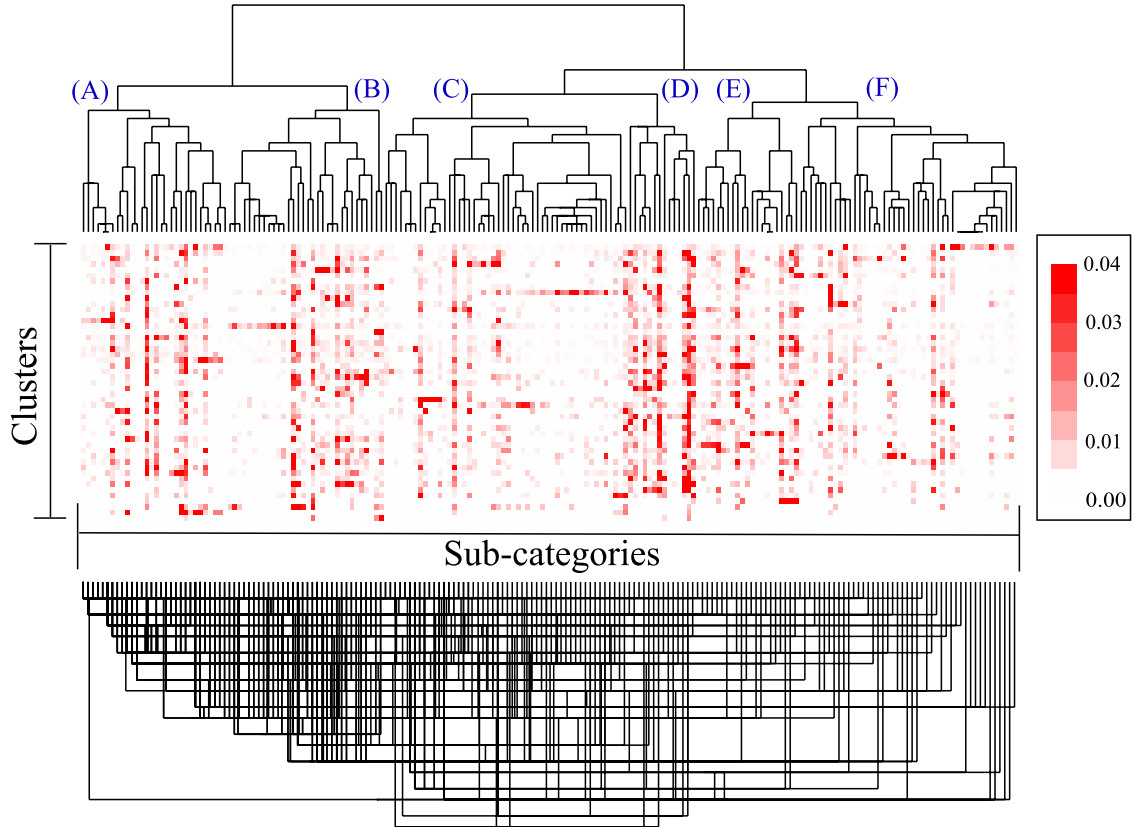 (A)
(B)
(C)
(D)
(E)
(F)
Clusters
0.04
0.03
0.02
0.01
0.00
Sub-categories